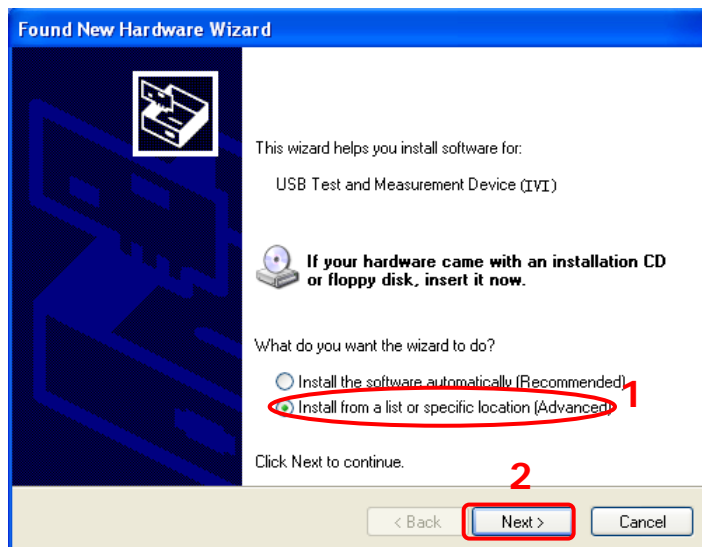 Found New Hardware Wizard
This wizard helps you install software for:
USB Test and Measurement Device (IVI)
If your hardware came with an installation CD
or floppy disk, insert it now.
What do you want the wizard to do?
Install the software automatically (Recommended)
1
Install from a list or specific location (Advanced)
Click Next to continue.
2
< Back
Next >
Cancel